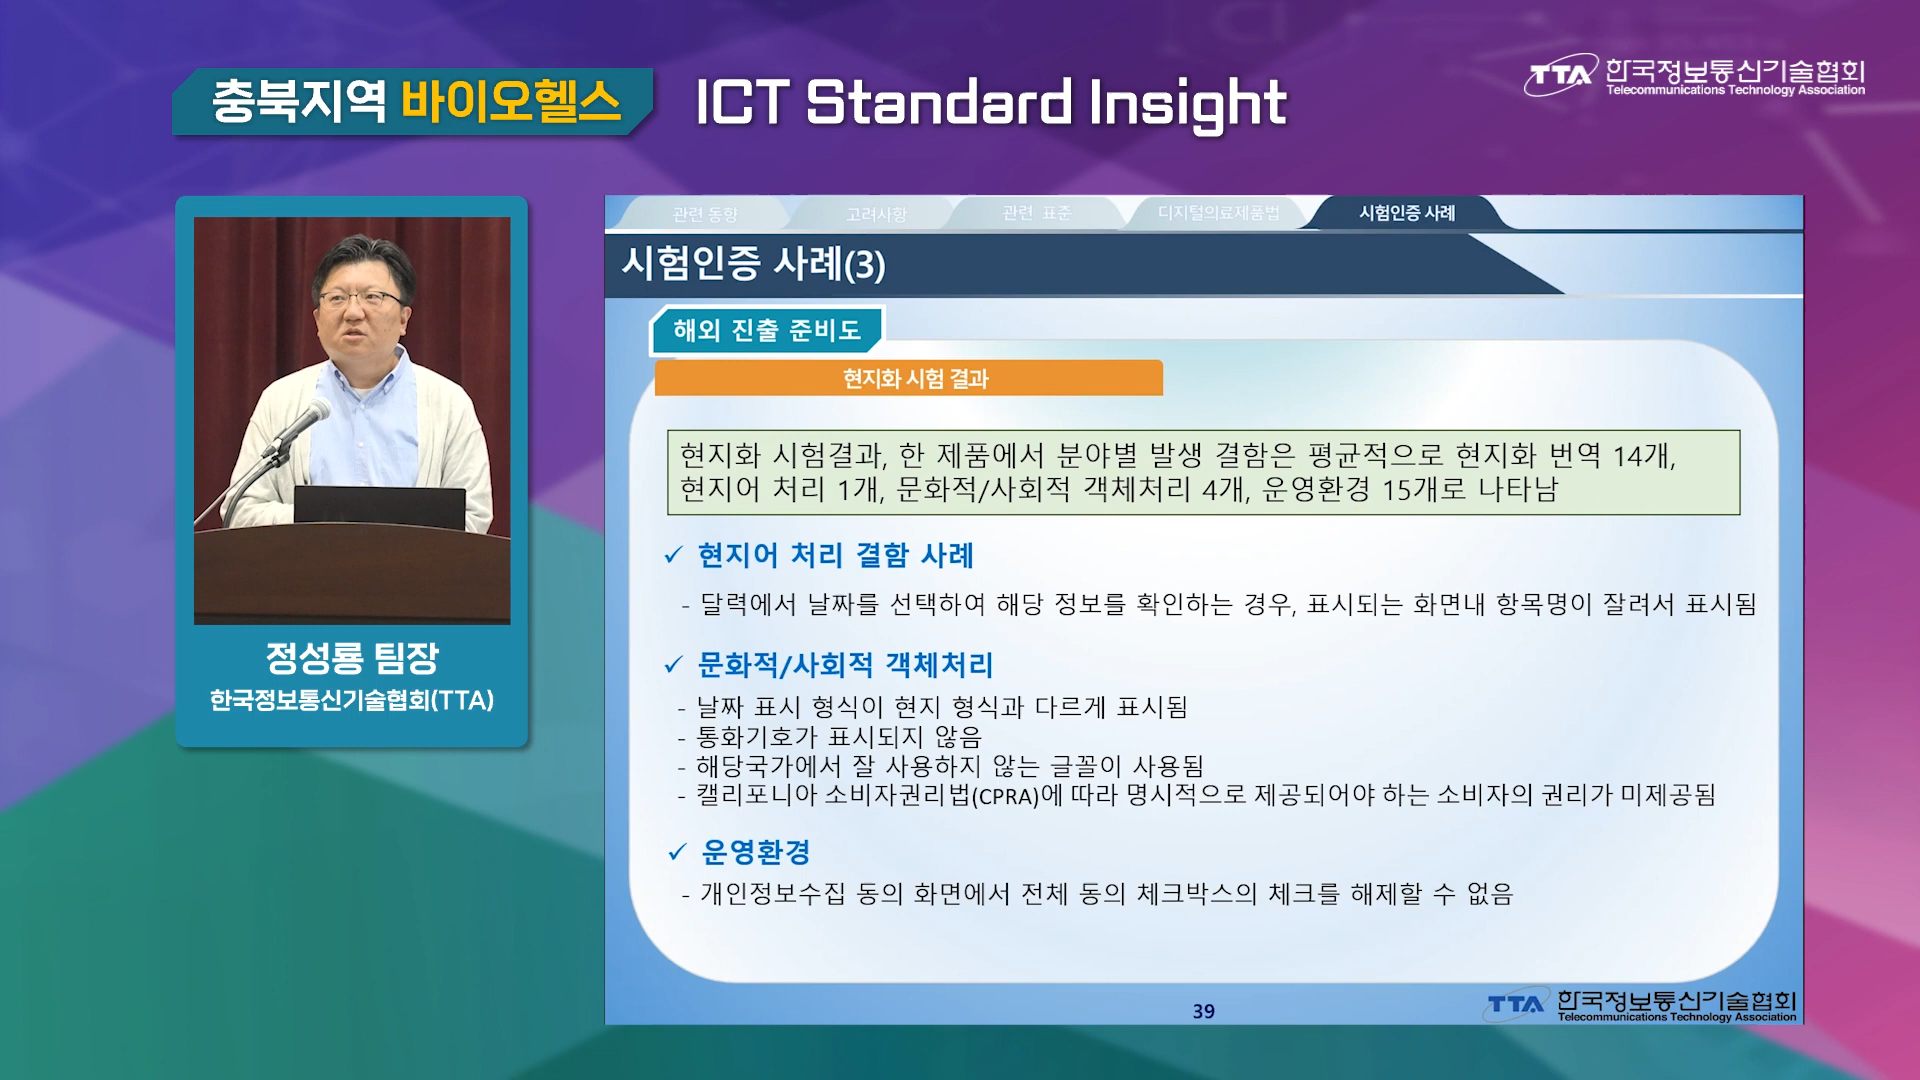 충북지역 바이오헬스 ICT Standard Insight
TTA 한국정보통신기술협회
Telecommunications Technology Association
관련 동향 고려사항 관련 표준 디지털의료제품법 시험인증 사례
시험인증 사례(3)
해외 진출 준비도
현지화 시험 결과
현지화 시험결과, 한 제품에서 분야별 발생 결함은 평균적으로 현지화 번역 14개,
현지어 처리 1개, 문화적/사회적 객체처리 4개, 운영환경 15개로 나타남
✓ 현지어 처리 결함 사례
- 달력에서 날짜를 선택하여 해당 정보를 확인하는 경우, 표시되는 화면내 항목명이 잘려서 표시됨
✓ 문화적/사회적 객체처리
- 날짜 표시 형식이 현지 형식과 다르게 표시됨
- 통화기호가 표시되지 않음
- 해당국가에서 잘 사용하지 않는 글꼴이 사용됨
- 캘리포니아 소비자권리법(CPRA)에 따라 명시적으로 제공되어야 하는 소비자의 권리가 미제공됨
✓ 운영환경
- 개인정보수집 동의 화면에서 전체 동의 체크박스의 체크를 해제할 수 없음
39
TTA 한국정보통신기술협회
Telecommunications Technology Association
정성룡 팀장
한국정보통신기술협회(TTA)